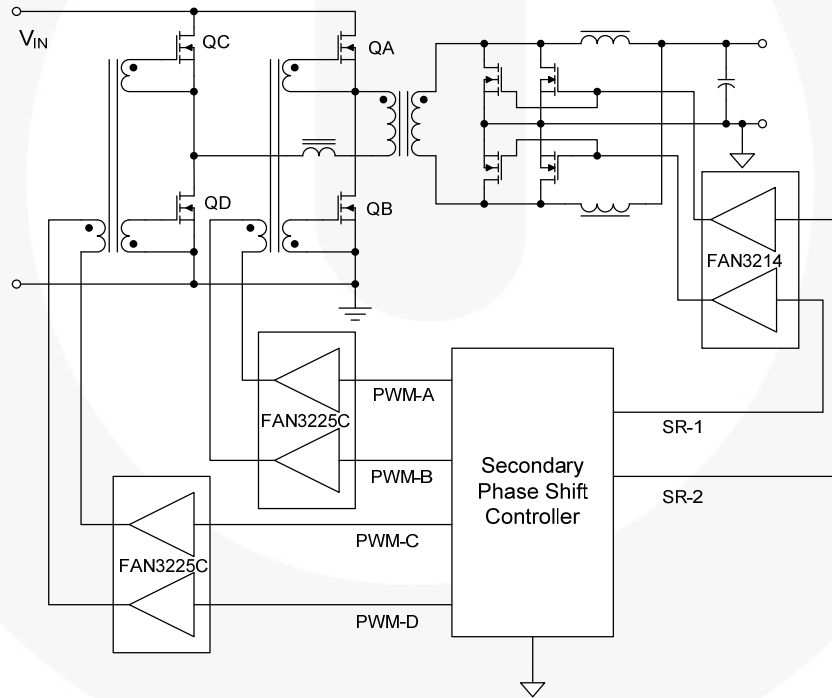 QC
QA
VIN
QD
QB
FAN3214
PWM-A
FAN3225C
SR-1
PWM-B
Secondary
Phase Shift
Controller
SR-2
PWM-C
FAN3225C
PWM-D